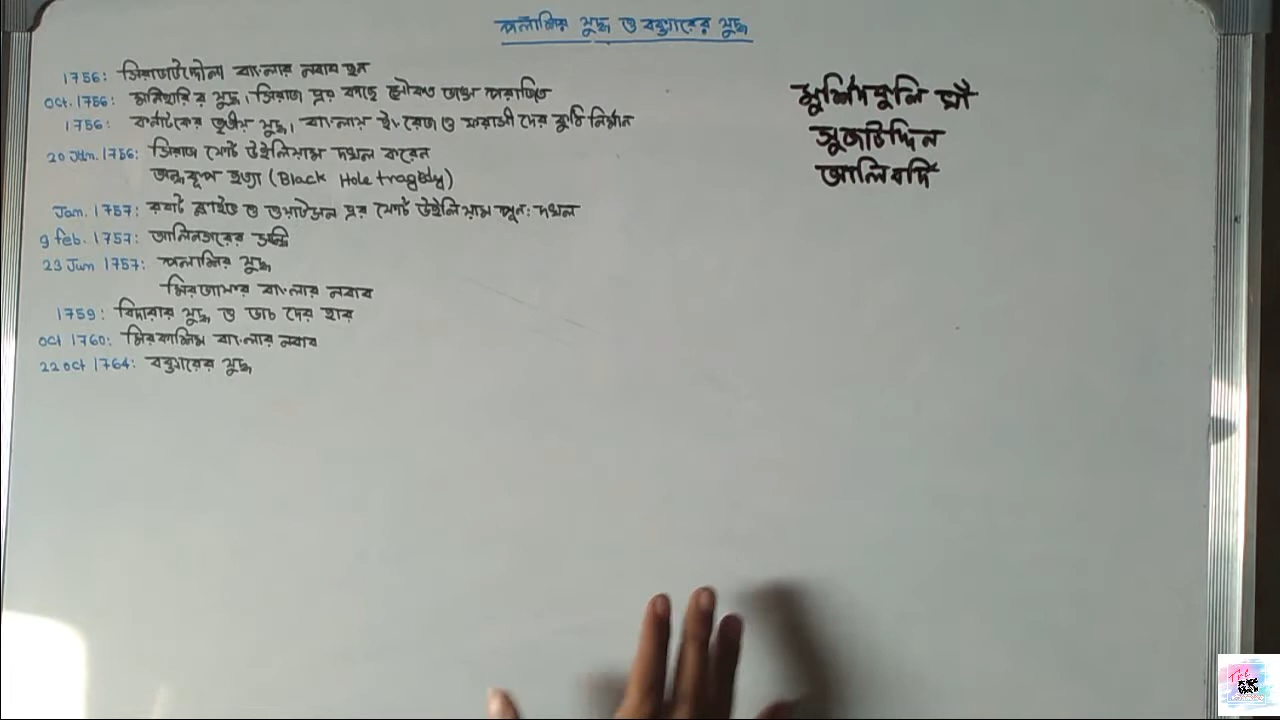 পলাশির যুদ্ধ ও বক্সারের যুদ্ধ
1756: সিরাজউদ্দৌলা বাংলার নবাব হন
Oct. 1756: মনিহারি র যুদ্ধ। সিরাজ এর কাছে সৌকত জঙ্গ পরাজিত
1756: কর্নাটকের তৃতীয় যুদ্ধ। বাংলায় ইংরেজ ও ফরাসী দের কুঠি নির্মান
20 Jun. 1756: সিরাজ ফোর্ট উইলিয়াম দখল করেন
অন্ধকূপ হত্যা (Black Hole tragedy)
Jan. 1757: রবার্ট ক্লাইভ ও ওয়াটসন এর ফোর্ট উইলিয়াম পুন: দখল
9 feb. 1757: আলিনগরের সন্ধি
23 Jun 1757: পলাশির যুদ্ধ
মিরজাফর বাংলার নবাব
1759: বিদারার যুদ্ধ ও ডাচ দের হার
Oct 1760: মিরকাশিম বাংলার নবাব
22 Oct 1764: বক্সারের যুদ্ধ
মুর্শিদকুলি খাঁ
সুজাউদ্দিন
আলিবর্দি